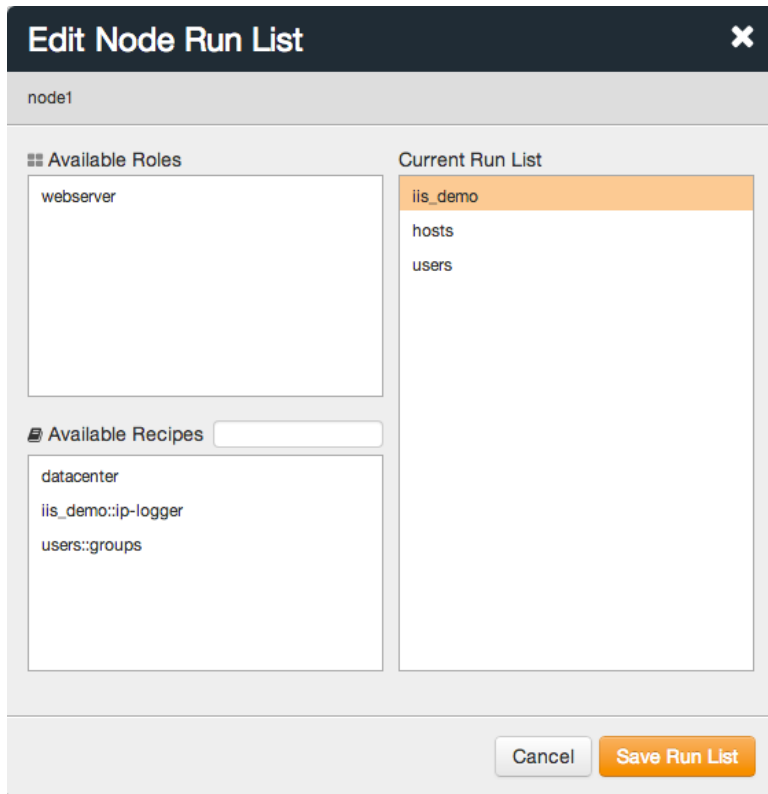 Edit Node Run List
node1
Available Roles
webserver
Available Recipes
datacenter
iis_demo::ip-logger
users::groups
Current Run List
iis_demo
hosts
users
Cancel
Save Run List